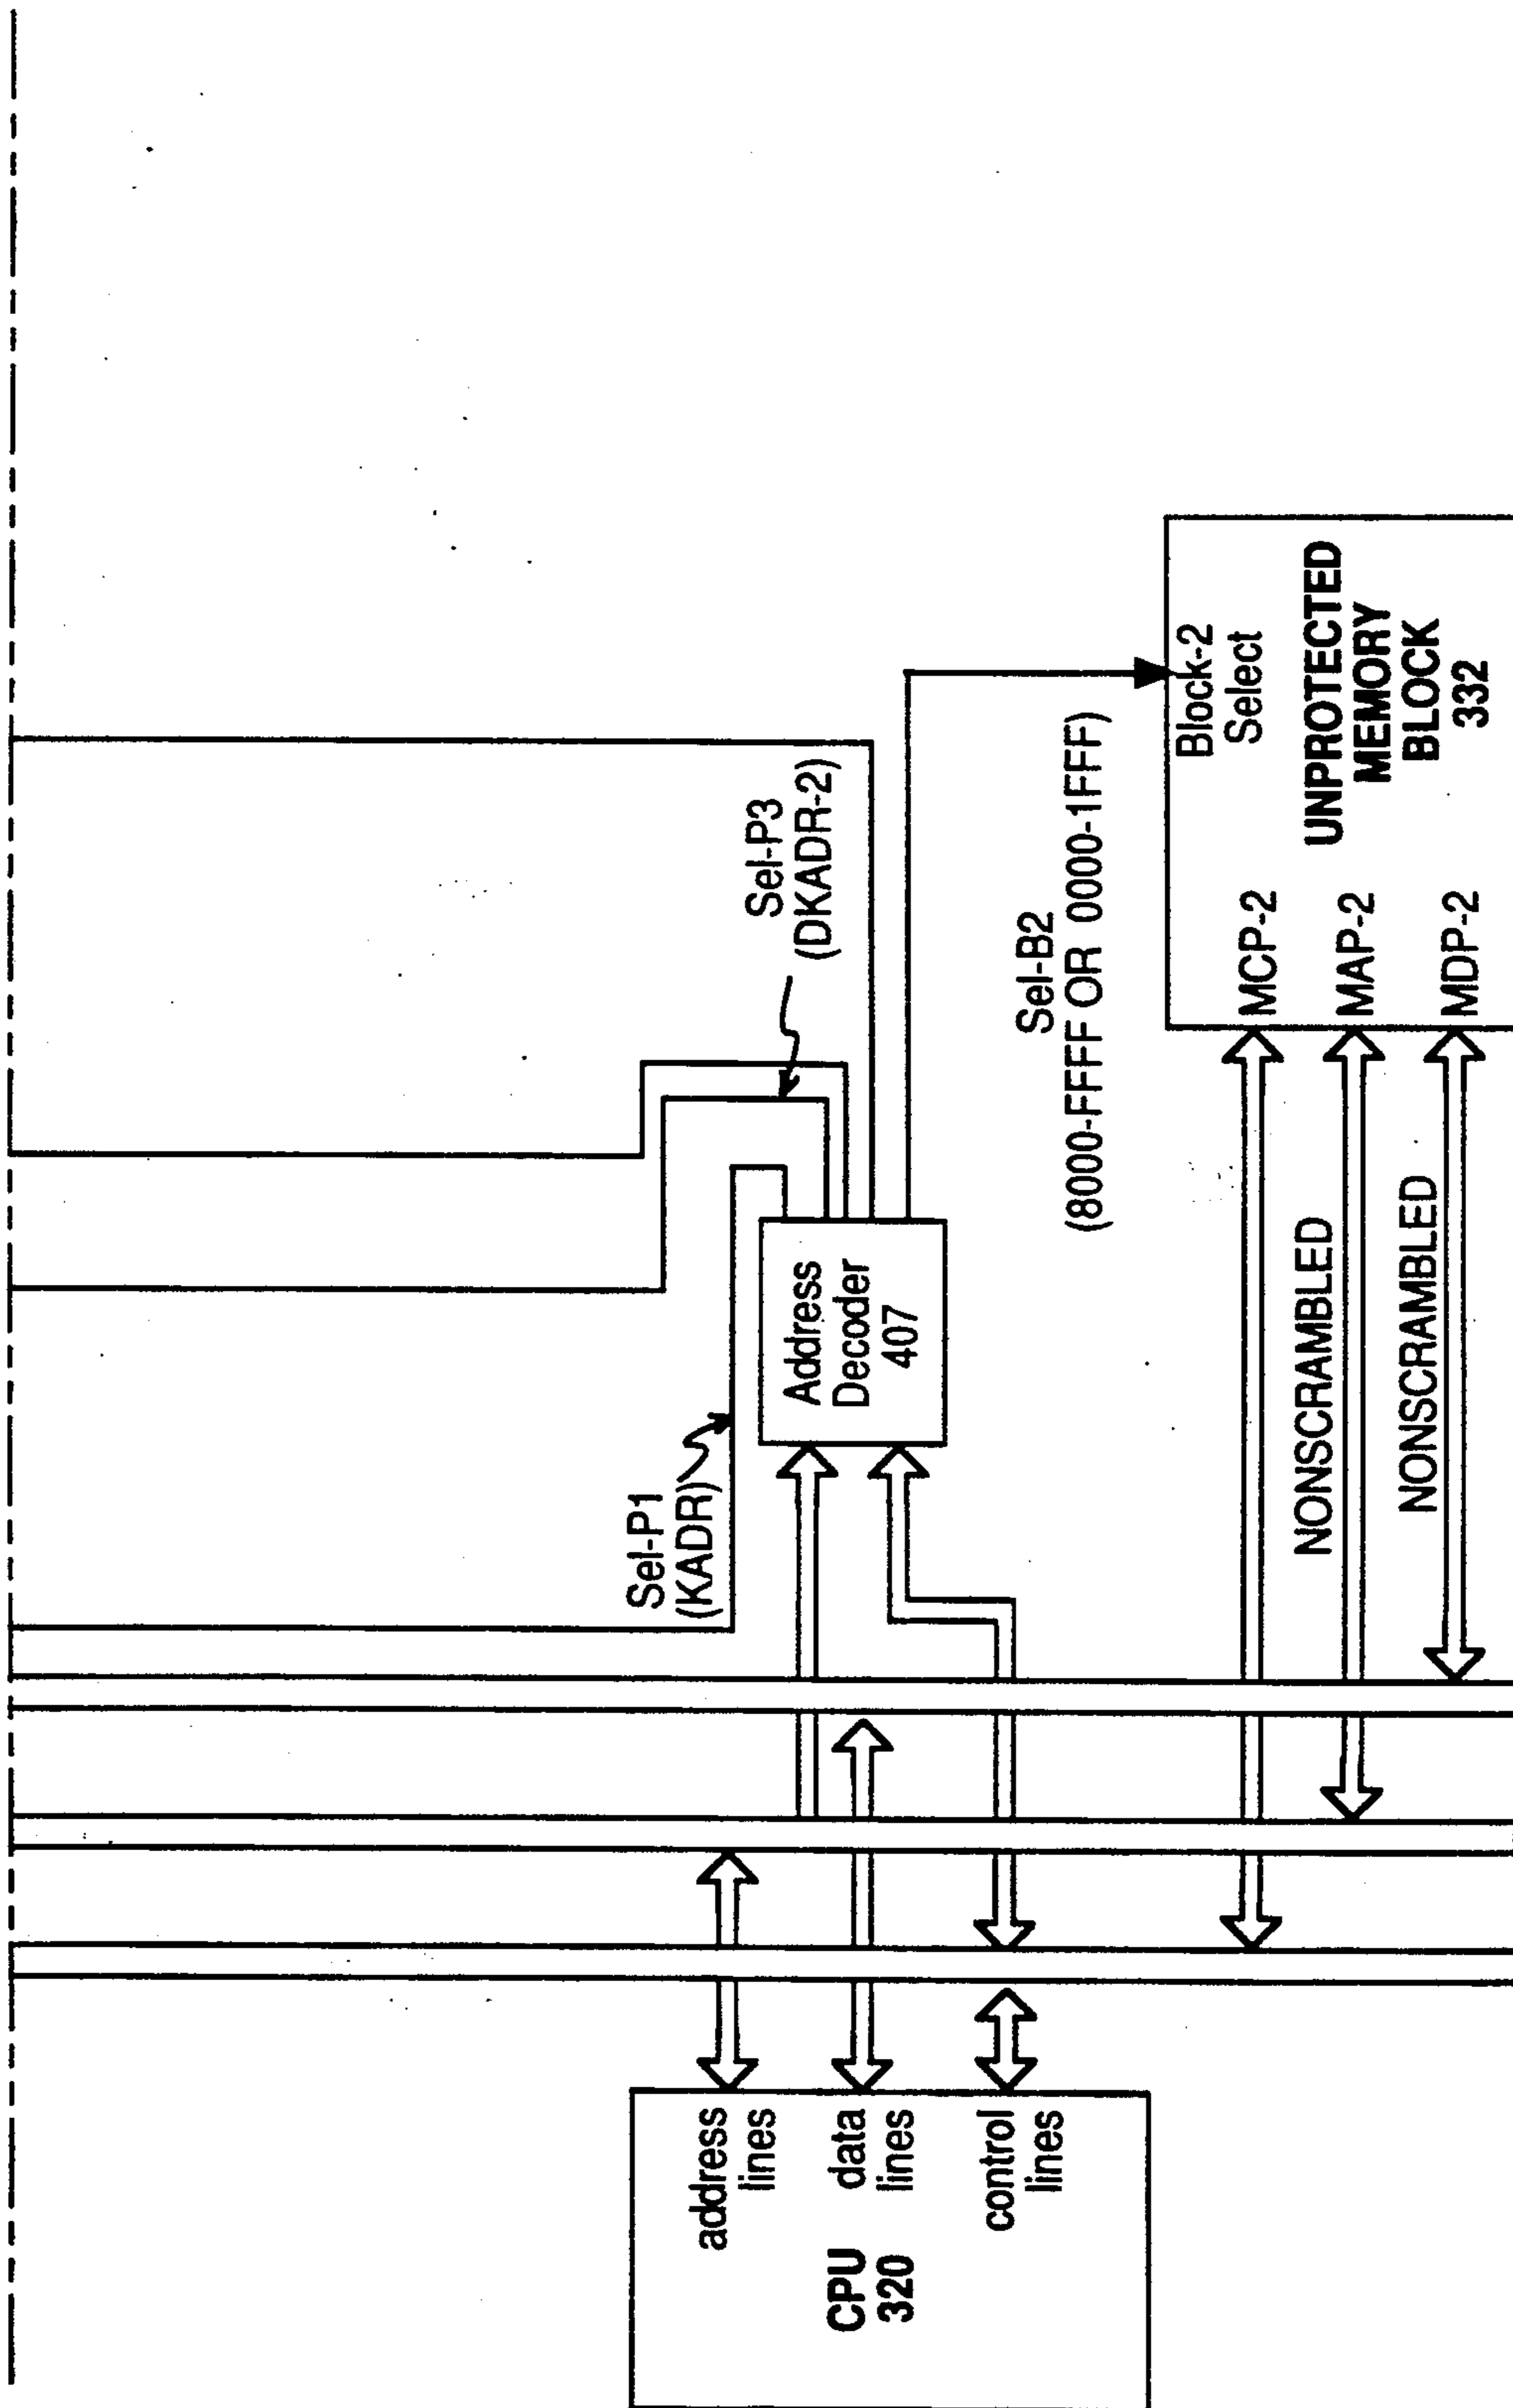 CPU
320
address
lines
data
lines
control
lines
Sel-P1
(KADR)
Address
Decoder
407
Sel-P3
(DKADR-2)
Sel-B2
(8000-FFFF OR 0000-1FFF)
NONSCRAMBLED
NONSCRAMBLED
Block-2
Select
UNPROTECTED
MEMORY
BLOCK
332
MCP-2
MAP-2
MDP-2